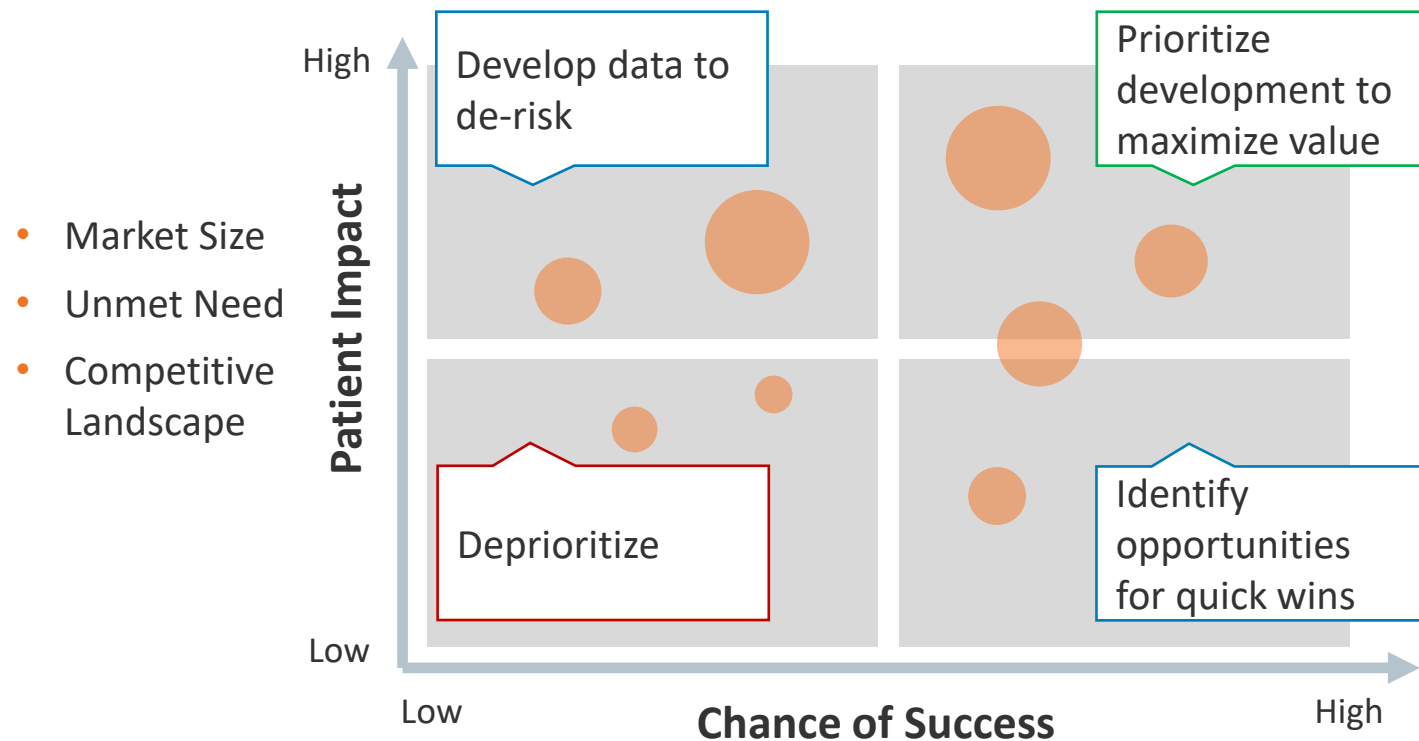 High
Develop data to
de-risk
Prioritize
development to
maximize value
• Market Size
• Unmet Need
• Competitive
Landscape
Patient Impact
Deprioritize
Identify
opportunities
for quick wins
Low
Low
Chance of Success
High